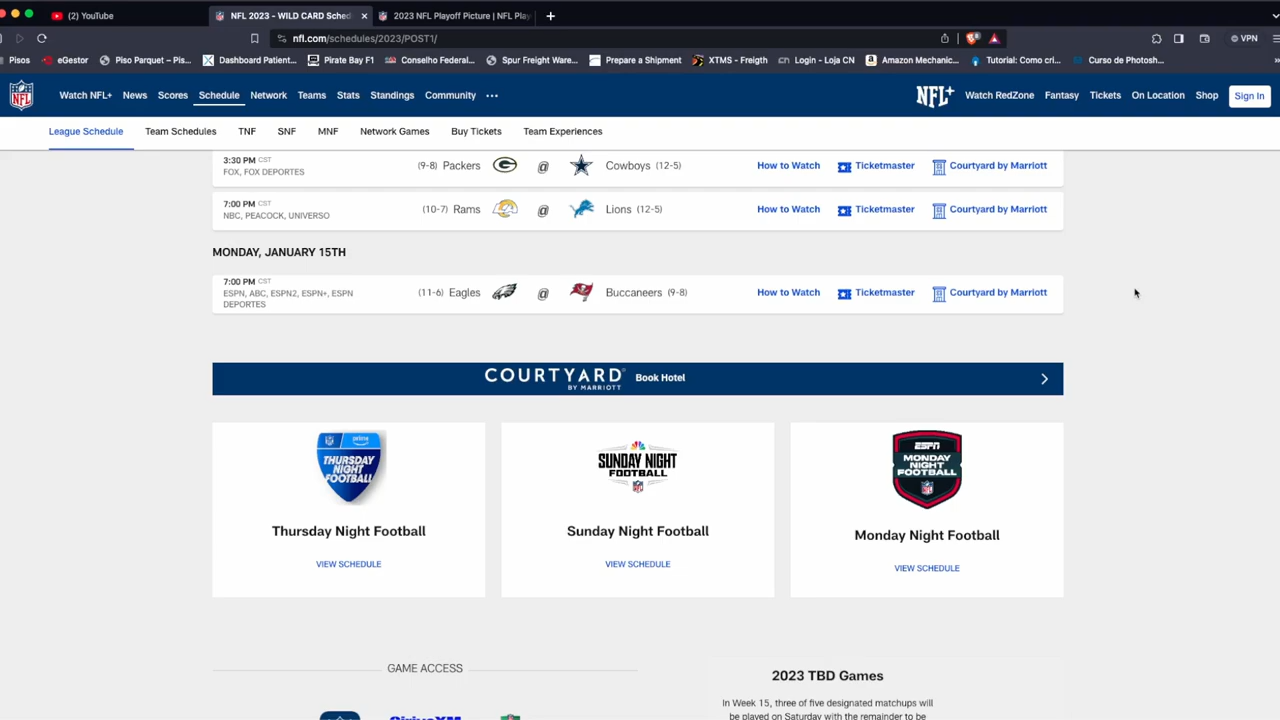 (2) YouTube
NFL 2023 - WILD CARD Sched
2023 NFL Playoff Picture | NFL Play
nfl.com/schedules/2023/POST1/
VPN
Pisos
eGestor
Piso Parquet – Pis...
Dashboard Patient...
Pirate Bay F1
Conselho Federal...
Spur Freight Ware...
Prepare a Shipment
XTMS - Freigth
Login - Loja CN
Amazon Mechanic...
Tutorial: Como cri...
Curso de Photosh...
Watch NFL+ News Scores Schedule Network Teams Stats Standings Community
NFL+ Watch RedZone Fantasy Tickets On Location Shop Sign In
League Schedule Team Schedules TNF SNF MNF Network Games Buy Tickets Team Experiences
3:30 PM CST
FOX, FOX DEPORTES
(9-8) Packers @ Cowboys (12-5)
How to Watch Ticketmaster Courtyard by Marriott
7:00 PM CST
NBC, PEACOCK, UNIVERSO
(10-7) Rams @ Lions (12-5)
How to Watch Ticketmaster Courtyard by Marriott
MONDAY, JANUARY 15TH
7:00 PM CST
ESPN, ABC, ESPN2, ESPN+, ESPN
DEPORTES
(11-6) Eagles @ Buccaneers (9-8)
How to Watch Ticketmaster Courtyard by Marriott
COURTYARD
BY MARRIOTT
Book Hotel
prime
THURSDAY
NIGHT
FOOTBALL
Thursday Night Football
VIEW SCHEDULE
SUNDAY NIGHT
FOOTBALL
Sunday Night Football
VIEW SCHEDULE
ESPN
MONDAY
NIGHT
FOOTBALL
Monday Night Football
VIEW SCHEDULE
GAME ACCESS
SiriusXM
2023 TBD Games
In Week 15, three of five designated matchups will
be played on Saturday with the remainder to be